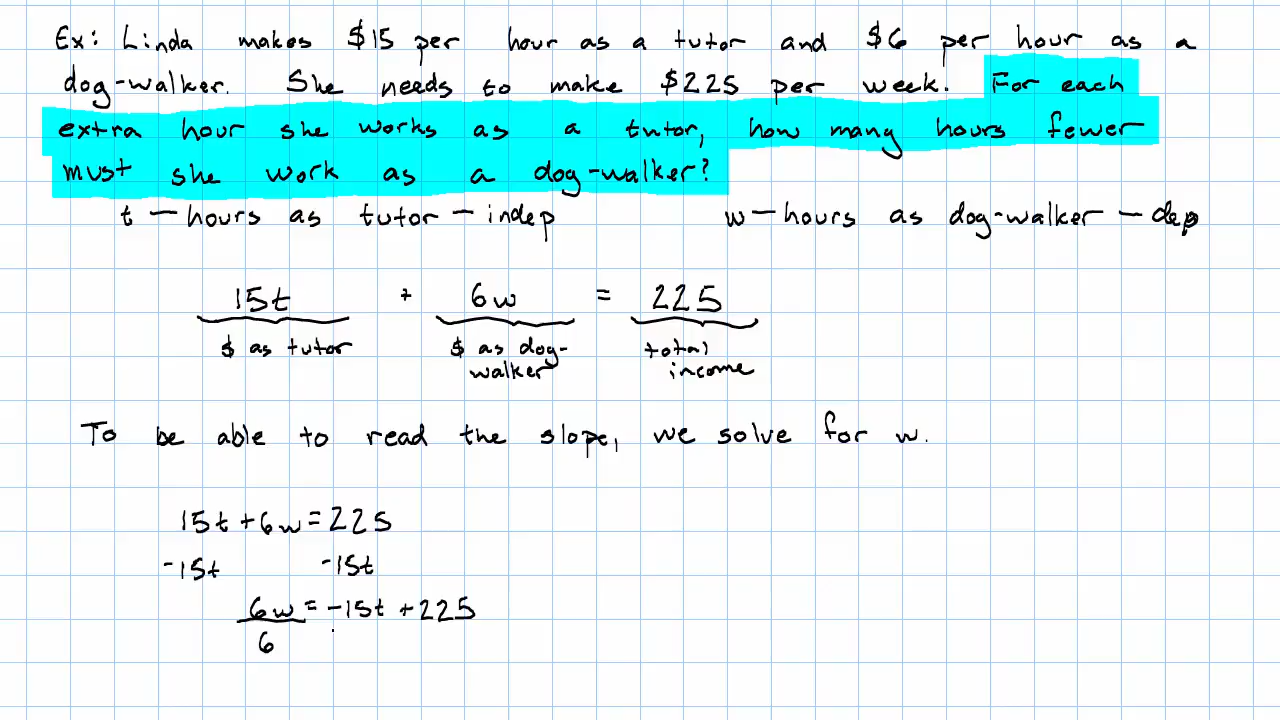 Ex: Linda makes $15 per hour as a tutor and $6 per hour as a
dog-walker. She needs to make $225 per week. For each
extra hour she works as a tutor, how many hours fewer
must she work as a dog-walker?
t - hours as tutor - indep w - hours as dog-walker - dep
15t + 6w = 225
$ as tutor $ as dog-walker total income
To be able to read the slope, we solve for w.
15t + 6w = 225
-15t -15t
6w = -15t + 225
6